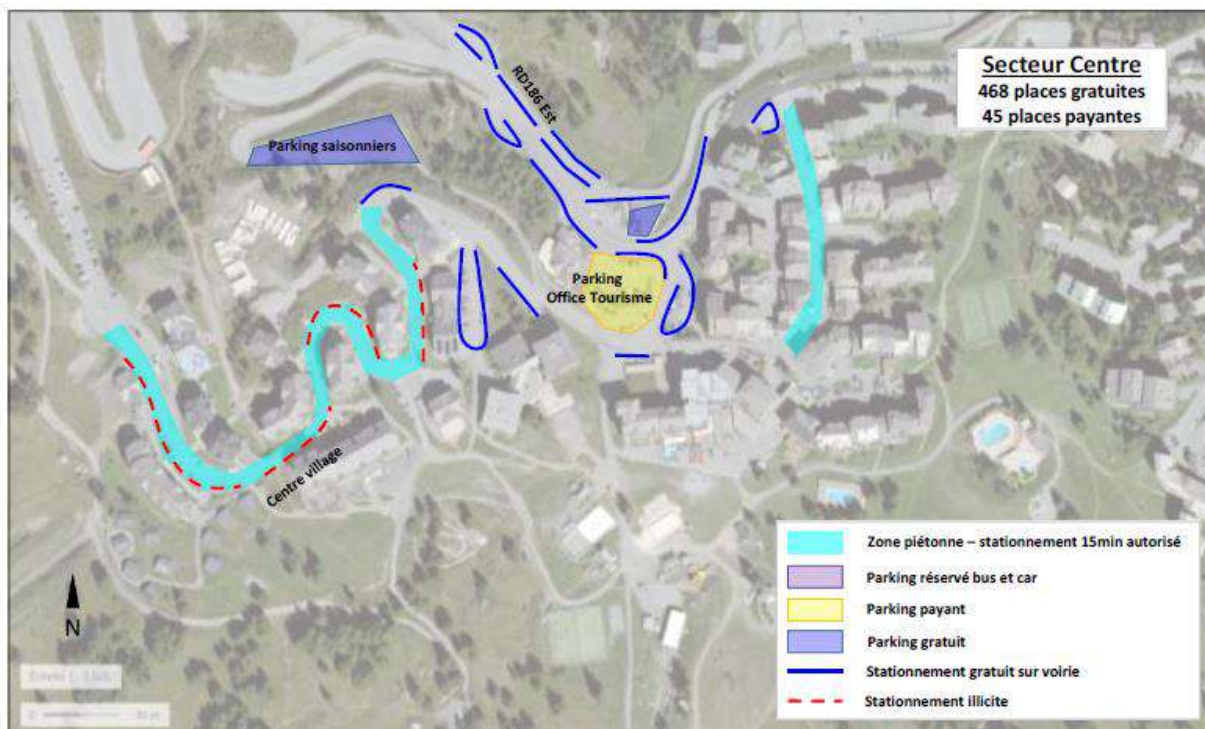 Secteur Centre
468 places gratuites
45 places payantes
RD186 Est
Parking saisonniers
Parking
Office Tourisme
Centre village
N
Zone piétonne – stationnement 15min autorisé
Parking réservé bus et car
Parking payant
Parking gratuit
Stationnement gratuit sur voirie
Stationnement illicite